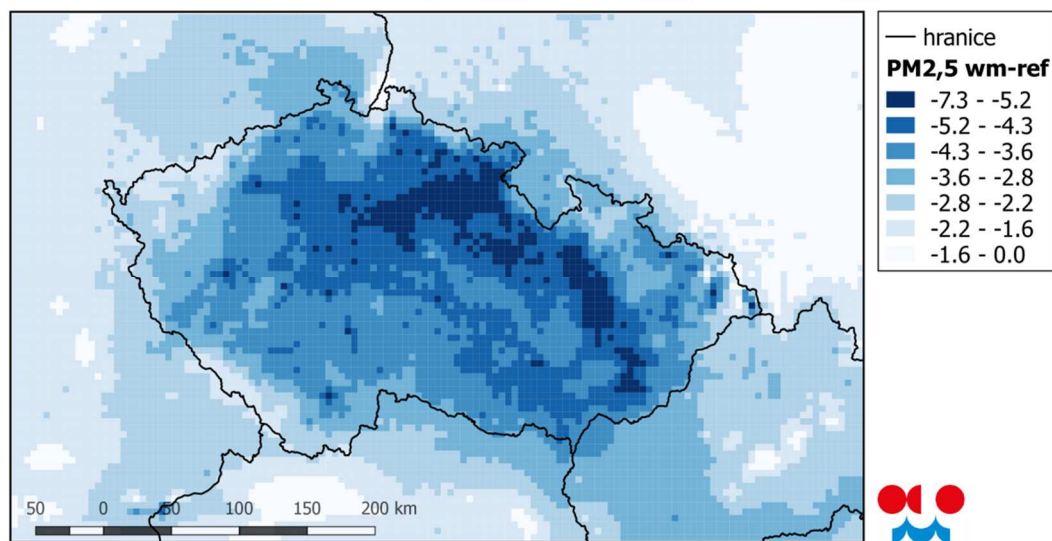 hranice
PM2,5 wm-ref
-7.3 - -5.2
-5.2 - -4.3
-4.3 - -3.6
-3.6 - -2.8
-2.8 - -2.2
-2.2 - -1.6
-1.6 - 0.0
50 0 50 100 150 200 km